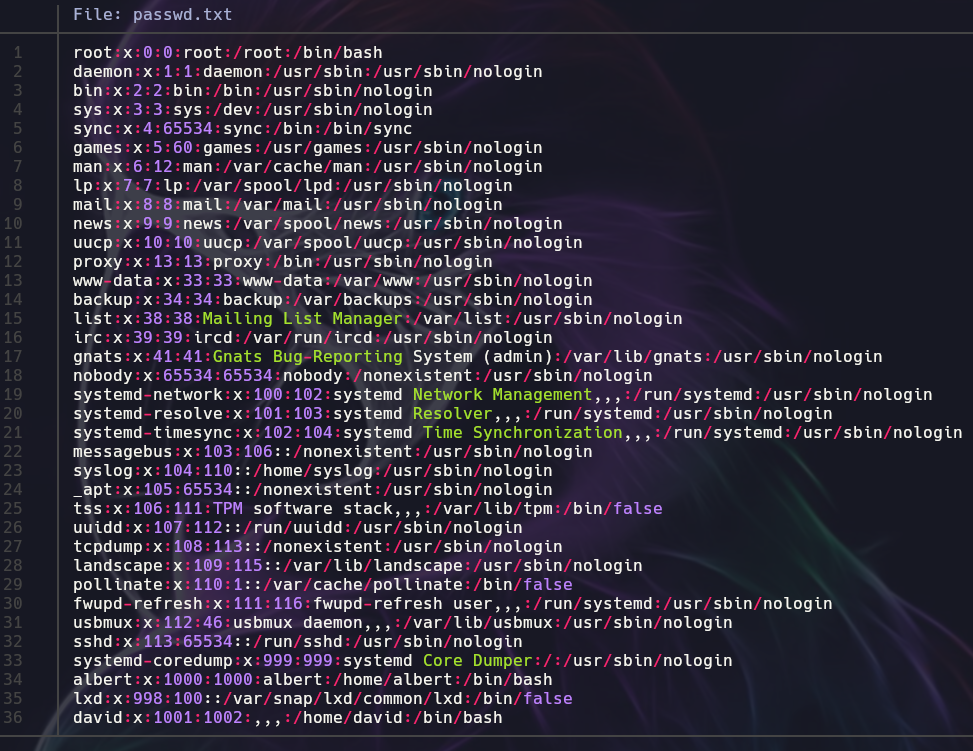 File: passwd.txt
1 root:x:0:0:root:/root:/bin/bash
2 daemon:x:1:1:daemon:/usr/sbin:/usr/sbin/nologin
3 bin:x:2:2:bin:/bin:/usr/sbin/nologin
4 sys:x:3:3:sys:/dev:/usr/sbin/nologin
5 sync:x:4:65534:sync:/bin:/bin/sync
6 games:x:5:60:games:/usr/games:/usr/sbin/nologin
7 man:x:6:12:man:/var/cache/man:/usr/sbin/nologin
8 lp:x:7:7:lp:/var/spool/lpd:/usr/sbin/nologin
9 mail:x:8:8:mail:/var/mail:/usr/sbin/nologin
10 news:x:9:9:news:/var/spool/news:/usr/sbin/nologin
11 uucp:x:10:10:uucp:/var/spool/uucp:/usr/sbin/nologin
12 proxy:x:13:13:proxy:/bin:/usr/sbin/nologin
13 www-data:x:33:33:www-data:/var/www:/usr/sbin/nologin
14 backup:x:34:34:backup:/var/backups:/usr/sbin/nologin
15 list:x:38:38:Mailing List Manager:/var/list:/usr/sbin/nologin
16 irc:x:39:39:ircd:/var/run/ircd:/usr/sbin/nologin
17 gnats:x:41:41:Gnats Bug-Reporting System (admin):/var/lib/gnats:/usr/sbin/nologin
18 nobody:x:65534:65534:nobody:/nonexistent:/usr/sbin/nologin
19 systemd-network:x:100:102:systemd Network Management,,,:/run/systemd:/usr/sbin/nologin
20 systemd-resolve:x:101:103:systemd Resolver,,,:/run/systemd:/usr/sbin/nologin
21 systemd-timesync:x:102:104:systemd Time Synchronization,,,:/run/systemd:/usr/sbin/nologin
22 messagebus:x:103:106::/nonexistent:/usr/sbin/nologin
23 syslog:x:104:110::/home/syslog:/usr/sbin/nologin
24 _apt:x:105:65534::/nonexistent:/usr/sbin/nologin
25 tss:x:106:111:TPM software stack,,,:/var/lib/tpm:/bin/false
26 uuidd:x:107:112::/run/uuidd:/usr/sbin/nologin
27 tcpdump:x:108:113::/nonexistent:/usr/sbin/nologin
28 landscape:x:109:115::/var/lib/landscape:/usr/sbin/nologin
29 pollinate:x:110:1::/var/cache/pollinate:/bin/false
30 fwupd-refresh:x:111:116:fwupd-refresh user,,,:/run/systemd:/usr/sbin/nologin
31 usbmux:x:112:46:usbmux daemon,,,:/var/lib/usbmux:/usr/sbin/nologin
32 sshd:x:113:65534::/run/sshd:/usr/sbin/nologin
33 systemd-coredump:x:999:999:systemd Core Dumper:/:/usr/sbin/nologin
34 albert:x:1000:1000:albert:/home/albert:/bin/bash
35 lxd:x:998:100::/var/snap/lxd/common/lxd:/bin/false
36 david:x:1001:1002:,,,:/home/david:/bin/bash